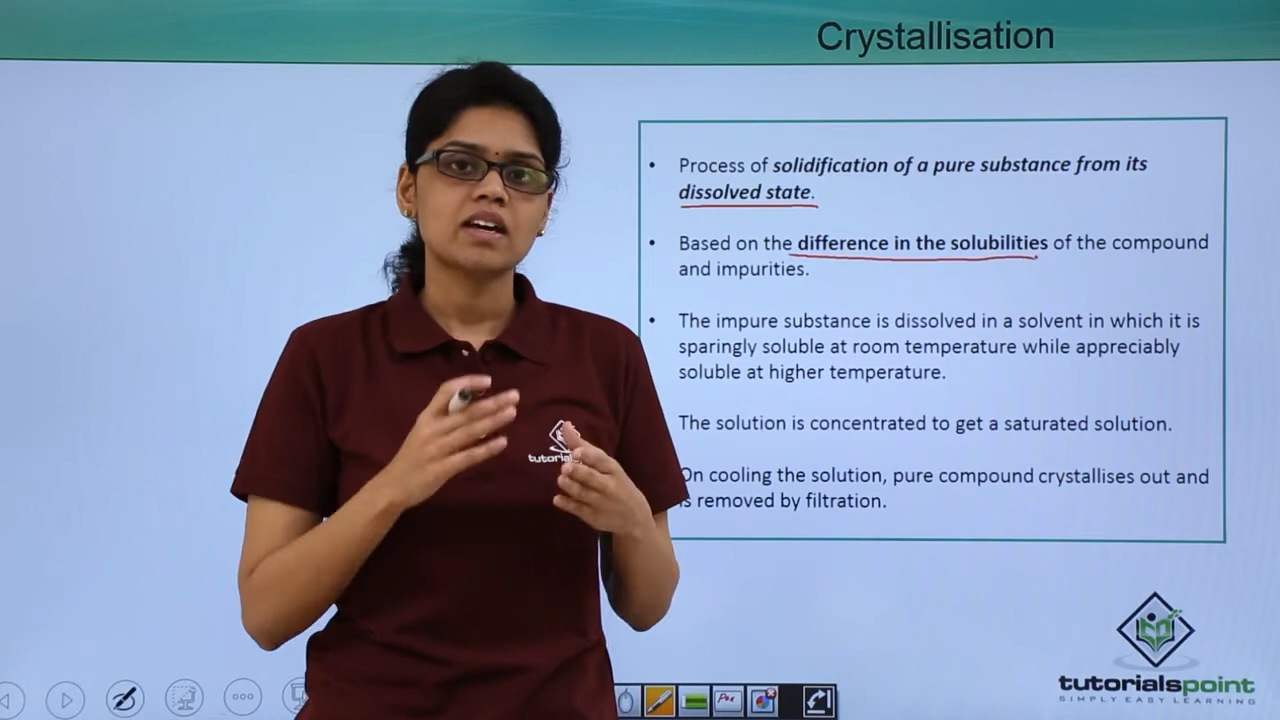 Crystallisation
• Process of solidification of a pure substance from its
dissolved state.
• Based on the difference in the solubilities of the compound
and impurities.
• The impure substance is dissolved in a solvent in which it is
sparingly soluble at room temperature while appreciably
soluble at higher temperature.
The solution is concentrated to get a saturated solution.
On cooling the solution, pure compound crystallises out and
is removed by filtration.
tutorials
tutorialspoint
SIMPLY EASY LEARNING